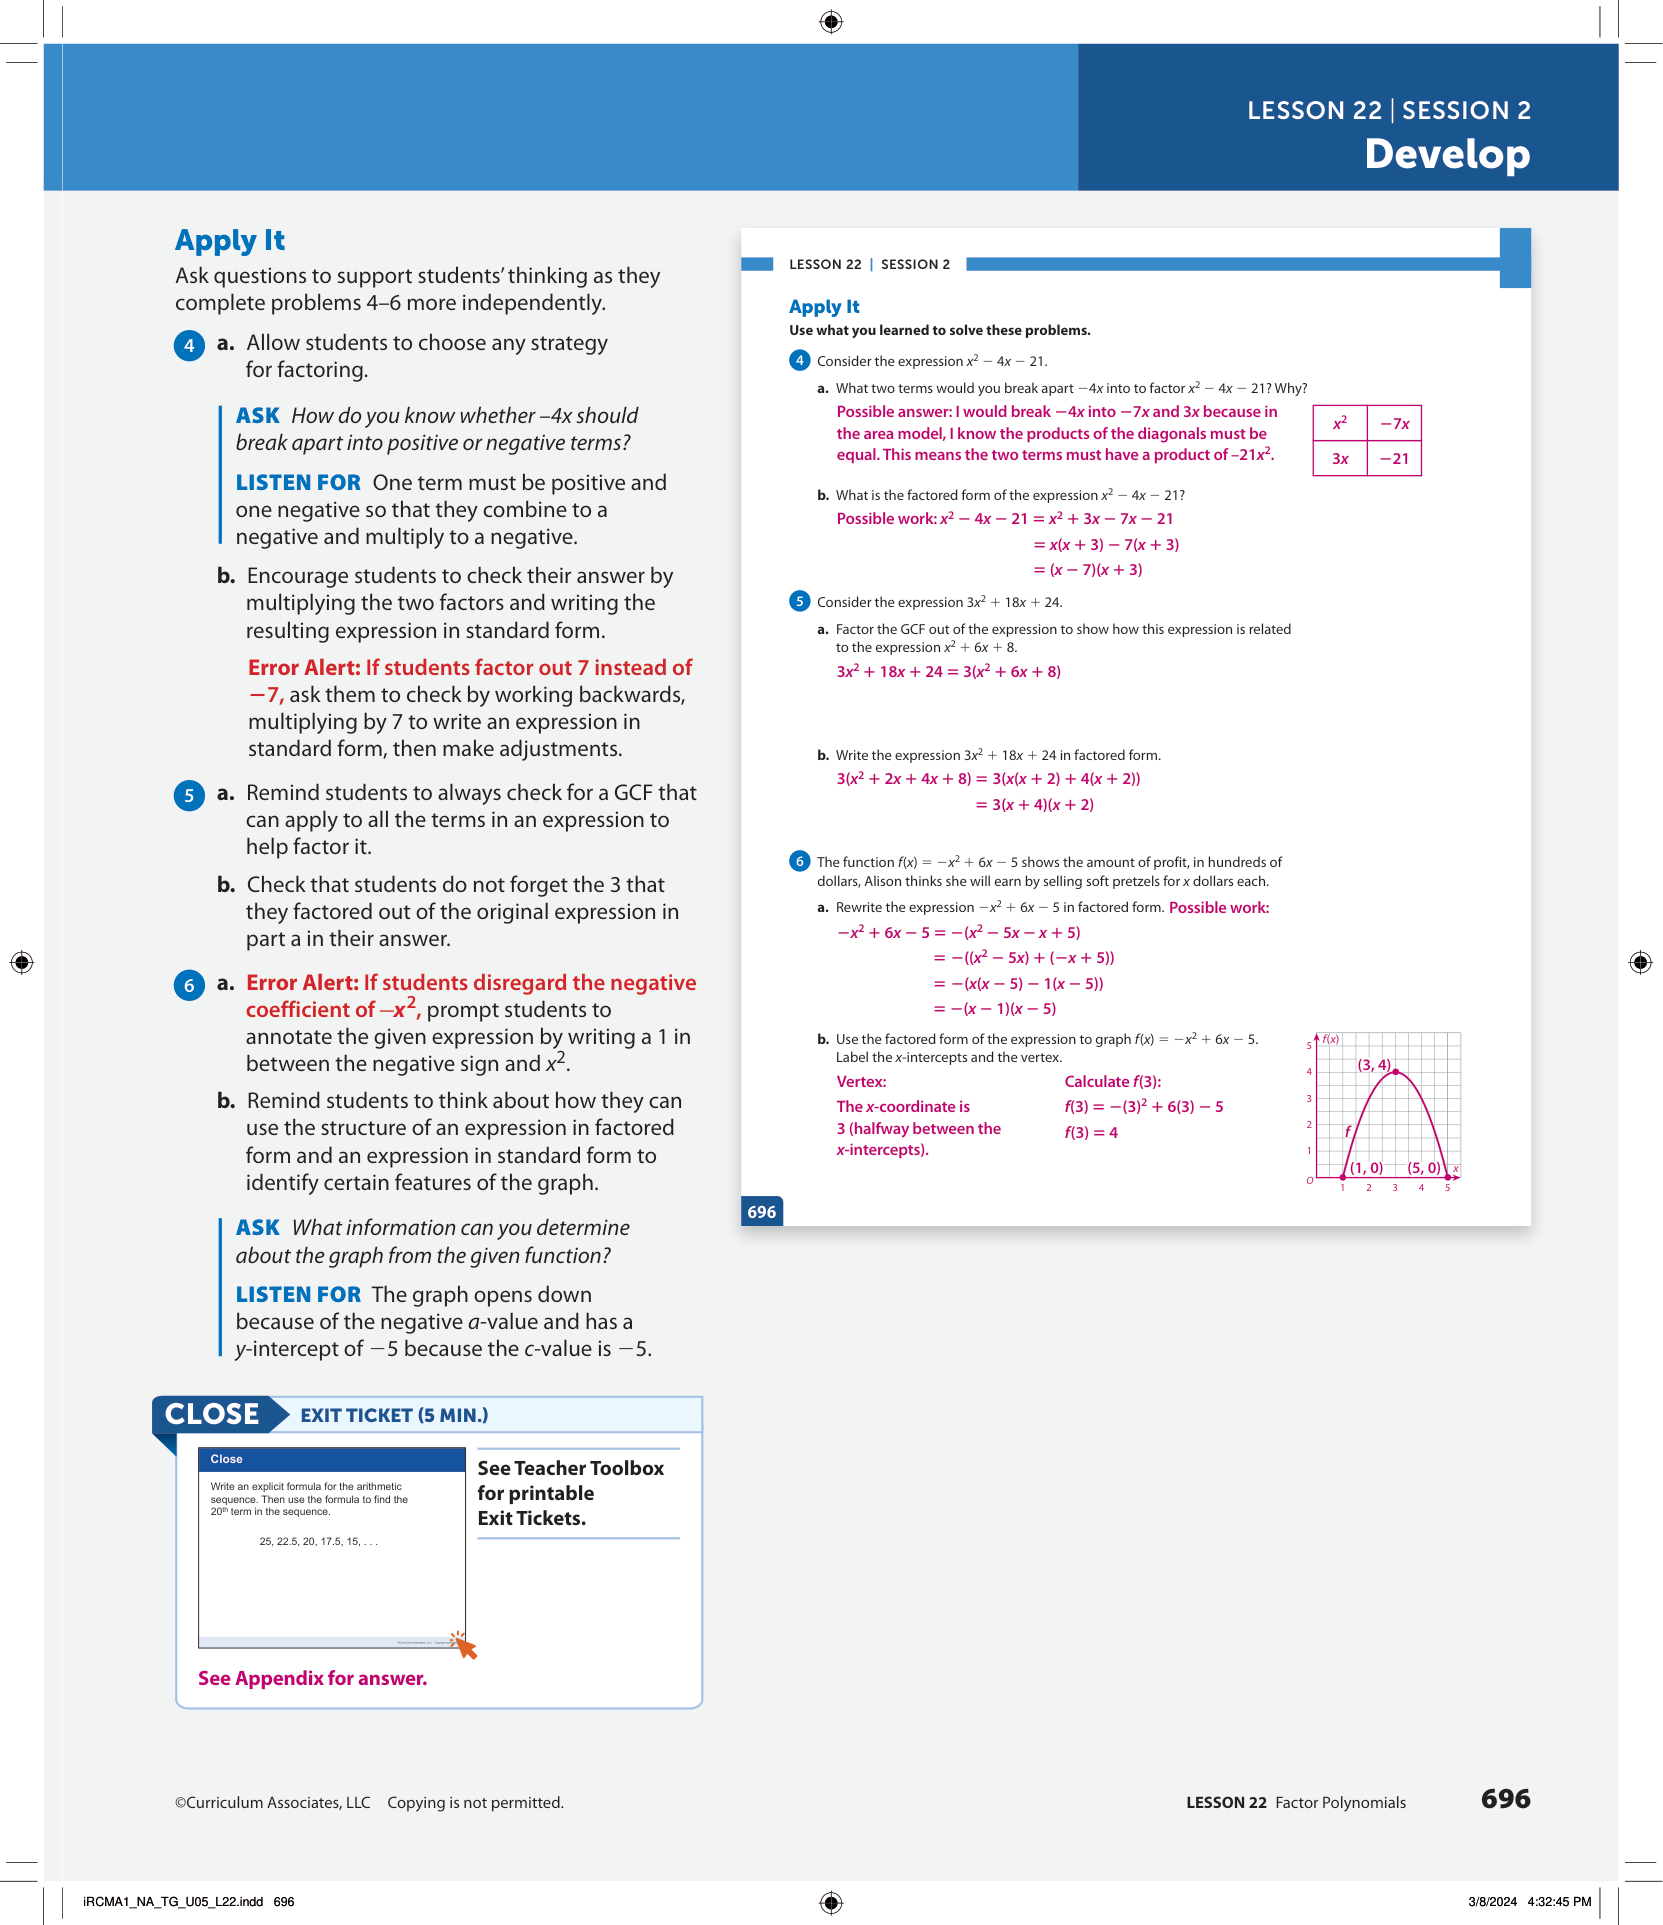 LESSON 22 | SESSION 2
Develop
Apply It
Ask questions to support students’ thinking as they
complete problems 4–6 more independently.
4 a. Allow students to choose any strategy
for factoring.
ASK How do you know whether –4x should
break apart into positive or negative terms?
LISTEN FOR One term must be positive and
one negative so that they combine to a
negative and multiply to a negative.
b. Encourage students to check their answer by
multiplying the two factors and writing the
resulting expression in standard form.
Error Alert: If students factor out 7 instead of
−7, ask them to check by working backwards,
multiplying by 7 to write an expression in
standard form, then make adjustments.
5 a. Remind students to always check for a GCF that
can apply to all the terms in an expression to
help factor it.
b. Check that students do not forget the 3 that
they factored out of the original expression in
part a in their answer.
6 a. Error Alert: If students disregard the negative
coefficient of –x², prompt students to
annotate the given expression by writing a 1 in
between the negative sign and x².
b. Remind students to think about how they can
use the structure of an expression in factored
form and an expression in standard form to
identify certain features of the graph.
ASK What information can you determine
about the graph from the given function?
LISTEN FOR The graph opens down
because of the negative a-value and has a
y-intercept of −5 because the c-value is −5.
CLOSE EXIT TICKET (5 MIN.)
Close
Write an explicit formula for the arithmetic
sequence. Then use the formula to find the
20th term in the sequence.
25, 22.5, 20, 17.5, 15, . . .
See Teacher Toolbox
for printable
Exit Tickets.
See Appendix for answer.
LESSON 22 | SESSION 2
Apply It
Use what you learned to solve these problems.
4 Consider the expression x² − 4x − 21.
a. What two terms would you break apart −4x into to factor x² − 4x − 21? Why?
Possible answer: I would break −4x into −7x and 3x because in
the area model, I know the products of the diagonals must be
equal. This means the two terms must have a product of –21x².
x² −7x
3x −21
b. What is the factored form of the expression x² − 4x − 21?
Possible work: x² − 4x − 21 = x² + 3x − 7x − 21
= x(x + 3) − 7(x + 3)
= (x − 7)(x + 3)
5 Consider the expression 3x² + 18x + 24.
a. Factor the GCF out of the expression to show how this expression is related
to the expression x² + 6x + 8.
3x² + 18x + 24 = 3(x² + 6x + 8)
b. Write the expression 3x² + 18x + 24 in factored form.
3(x² + 2x + 4x + 8) = 3(x(x + 2) + 4(x + 2))
= 3(x + 4)(x + 2)
6 The function f(x) = −x² + 6x − 5 shows the amount of profit, in hundreds of
dollars, Alison thinks she will earn by selling soft pretzels for x dollars each.
a. Rewrite the expression −x² + 6x − 5 in factored form. Possible work:
−x² + 6x − 5 = −(x² − 5x − x + 5)
= −((x² − 5x) + (−x + 5))
= −(x(x − 5) − 1(x − 5))
= −(x − 1)(x − 5)
b. Use the factored form of the expression to graph f(x) = −x² + 6x − 5.
Label the x-intercepts and the vertex.
Vertex:
The x-coordinate is
3 (halfway between the
x-intercepts).
Calculate f(3):
f(3) = −(3)² + 6(3) − 5
f(3) = 4
f(x)
5
4
3
2
1
O
1 2 3 4 5
x
f
(3, 4)
(1, 0) (5, 0)
696
©Curriculum Associates, LLC Copying is not permitted.
LESSON 22 Factor Polynomials 696
iRCMA1_NA_TG_U05_L22.indd 696
3/8/2024 4:32:45 PM